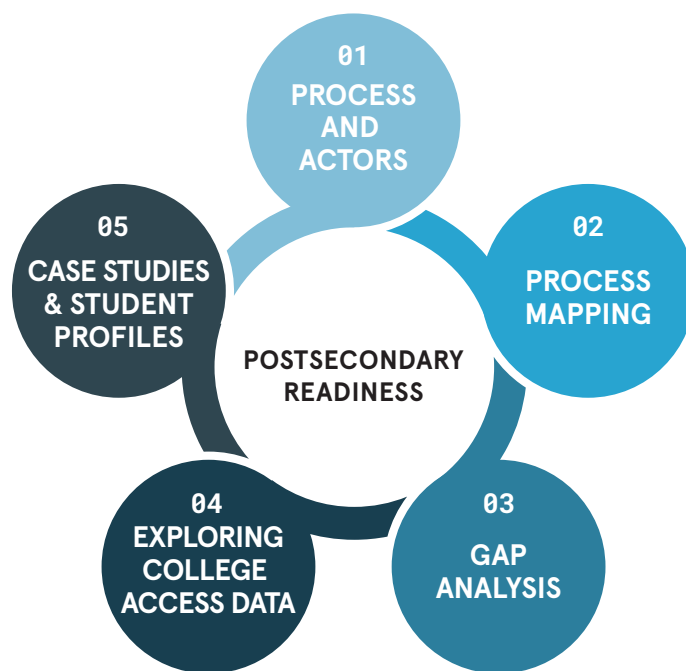 01
PROCESS
AND
ACTORS
02
PROCESS
MAPPING
03
GAP
ANALYSIS
04
EXPLORING
COLLEGE
ACCESS DATA
05
CASE STUDIES
& STUDENT
PROFILES
POSTSECONDARY
READINESS